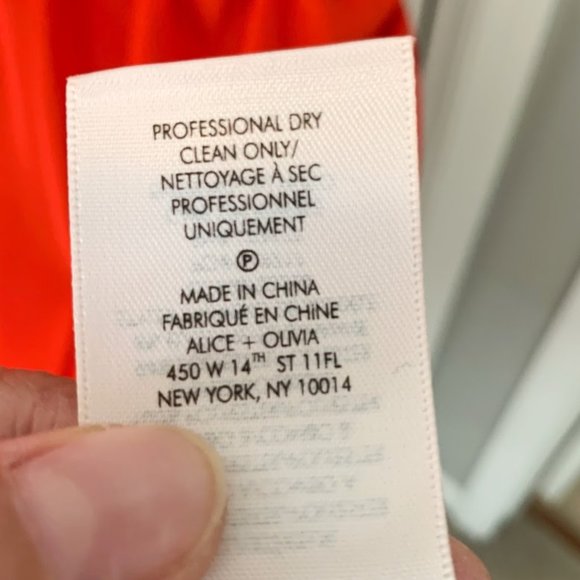 PROFESSIONAL DRY
CLEAN ONLY/
NETTOYAGE À SEC
PROFESSIONNEL
UNIQUEMENT
Ⓟ
MADE IN CHINA
FABRIQUÉ EN CHINE
ALICE + OLIVIA
450 W 14TH ST 11FL
NEW YORK, NY 10014